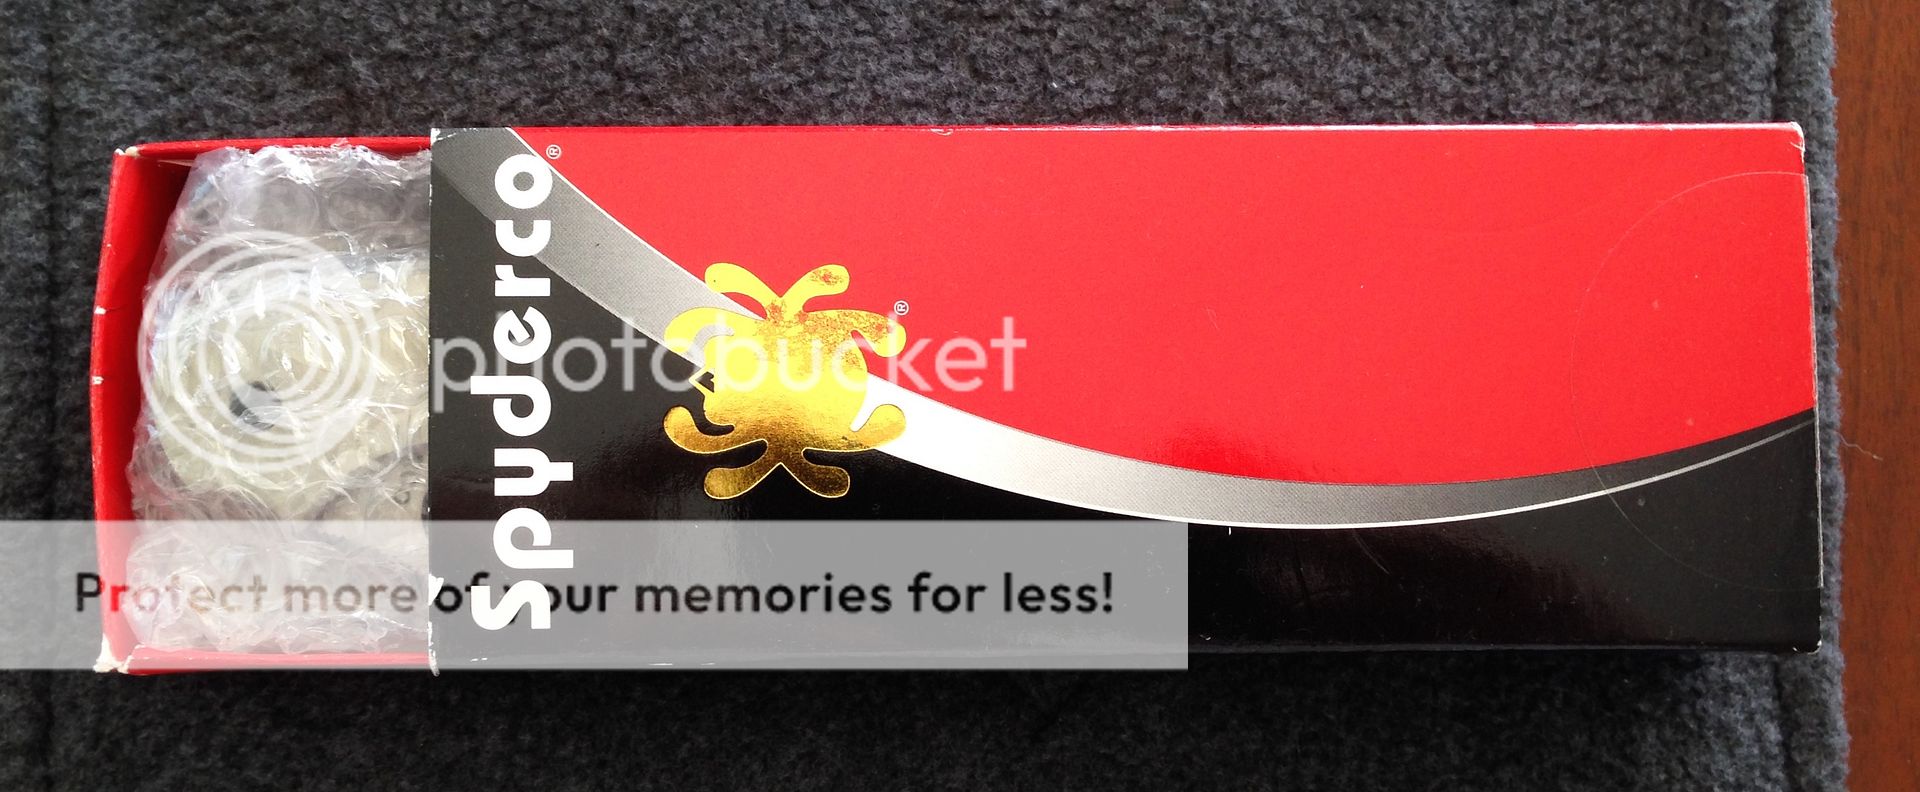 Spyderco®
®
photobucket
Protect more of your memories for less!